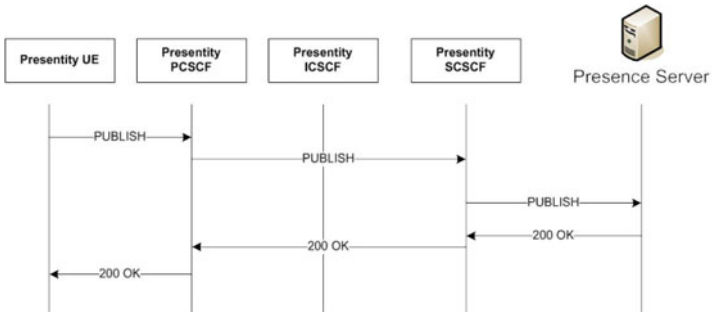 Presentity UE
Presentity
PCSCF
Presentity
ICSCF
Presentity
SCSCF
Presence Server
PUBLISH
PUBLISH
PUBLISH
200 OK
200 OK
200 OK